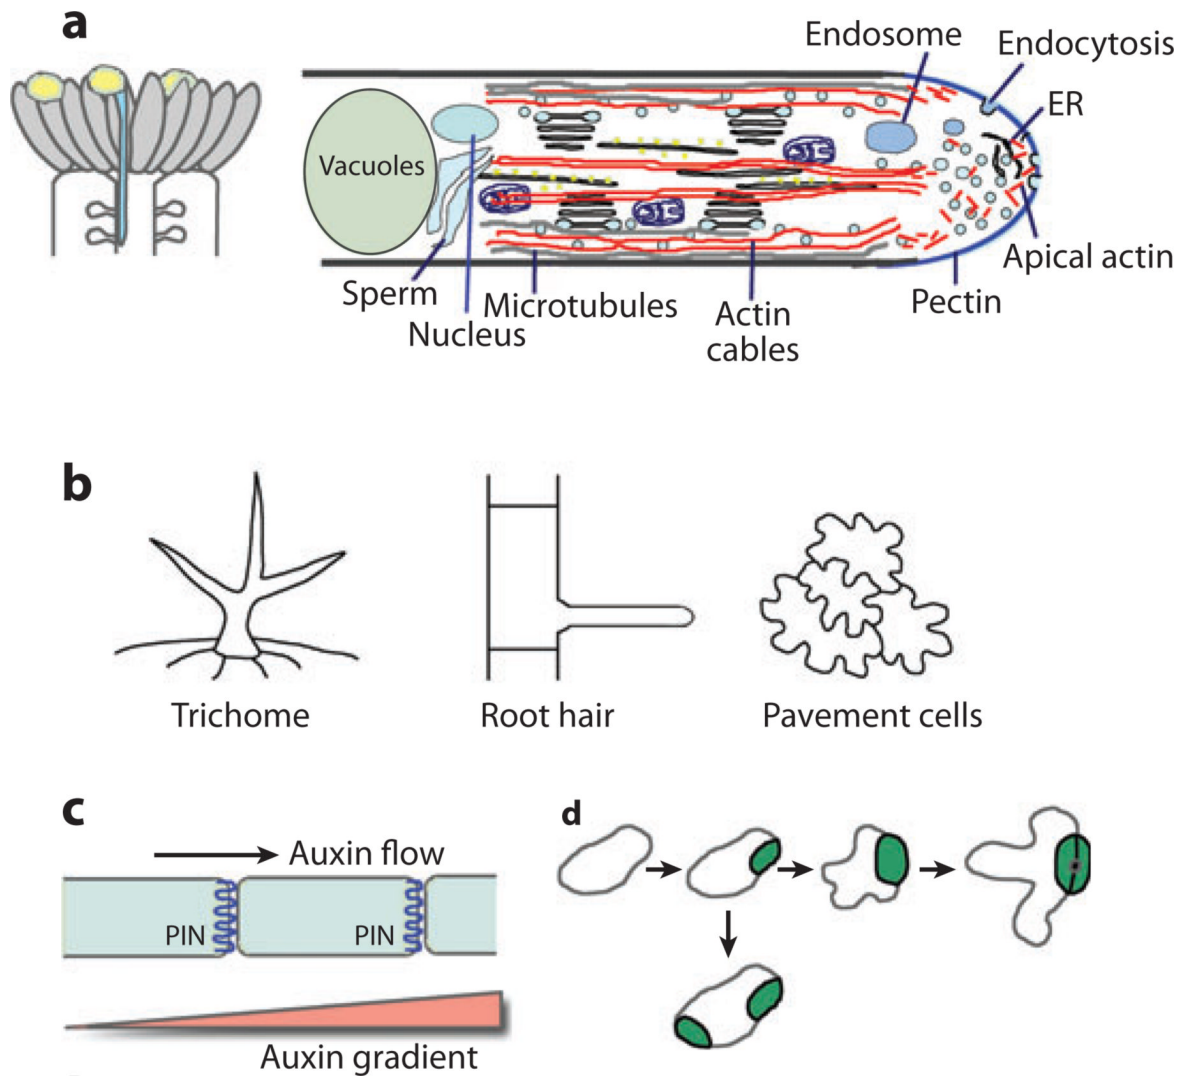 a
Endosome
Endocytosis
ER
Vacuoles
Apical actin
Sperm
Microtubules
Pectin
Nucleus
Actin
cables
b
Trichome
Root hair
Pavement cells
c
d
Auxin flow
PIN
PIN
Auxin gradient